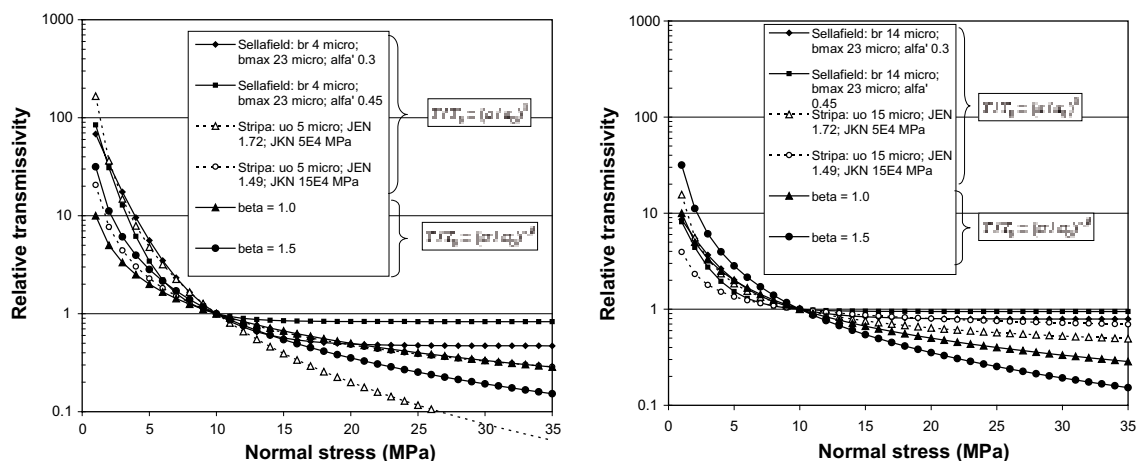 1000
100
10
1
0.1
Relative transmissivity
0
5
10
15
20
25
30
35
Normal stress (MPa)
Sellafield: br 4 micro;
bmax 23 micro; alfa' 0.3
Sellafield: br 4 micro;
bmax 23 micro; alfa' 0.45
Stripa: uo 5 micro; JEN
1.72; JKN 5E4 MPa
Stripa: uo 5 micro; JEN
1.49; JKN 15E4 MPa
beta = 1.0
beta = 1.5
1000
100
10
1
0.1
Relative transmissivity
0
5
10
15
20
25
30
35
Normal stress (MPa)
Sellafield: br 14 micro;
bmax 23 micro; alfa' 0.3
Sellafield: br 14 micro;
bmax 23 micro; alfa'
0.45
Stripa: uo 15 micro; JEN
1.72; JKN 5E4 MPa
Stripa: uo 15 micro; JEN
1.49; JKN 15E4 MPa
beta = 1.0
beta = 1.5